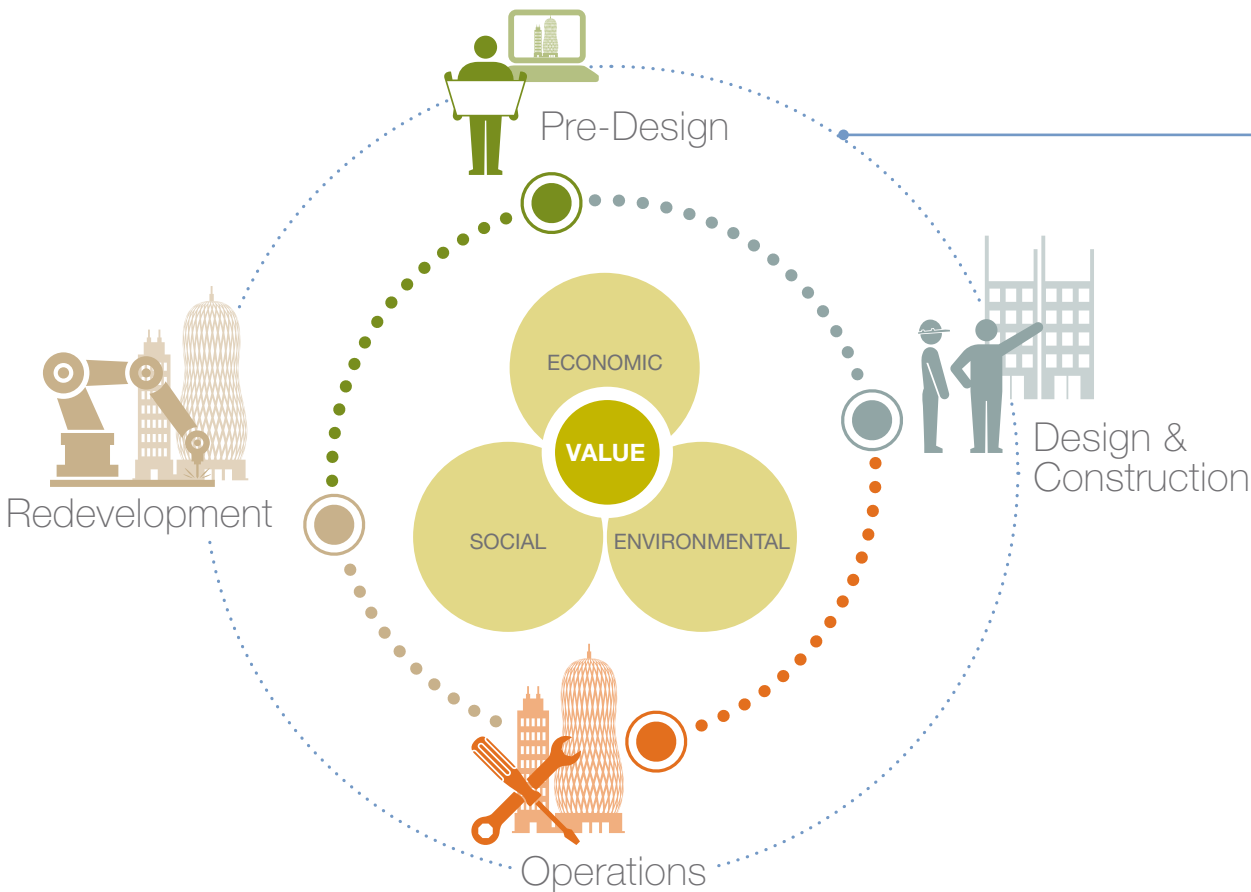 Pre-Design
ECONOMIC
VALUE
Design &
Construction
Redevelopment
SOCIAL
ENVIRONMENTAL
Operations